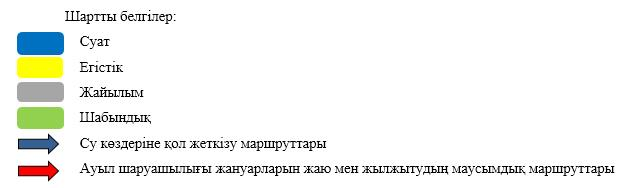 Шартты белгілер:
Суат
Егістік
Жайылым
Шабындық
Су көздеріне қол жеткізу маршруттары
Ауыл шаруашылығы жануарларын жаю мен жылжытудың маусымдық маршруттары